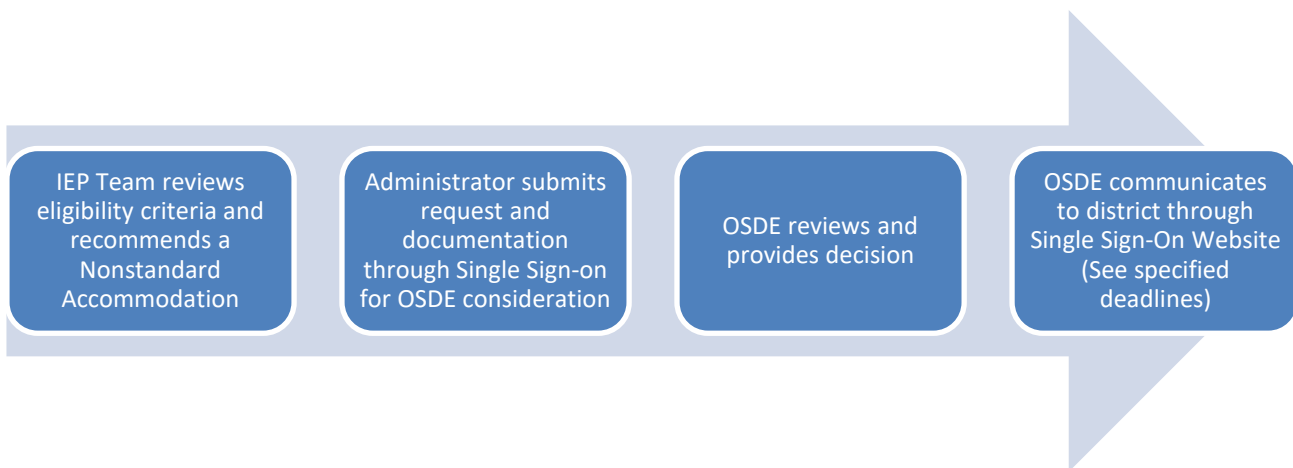 IEP Team reviews
eligibility criteria and
recommends a
Nonstandard
Accommodation
Administrator submits
request and
documentation
through Single Sign-on
for OSDE consideration
OSDE reviews and
provides decision
OSDE communicates
to district through
Single Sign-On Website
(See specified
deadlines)